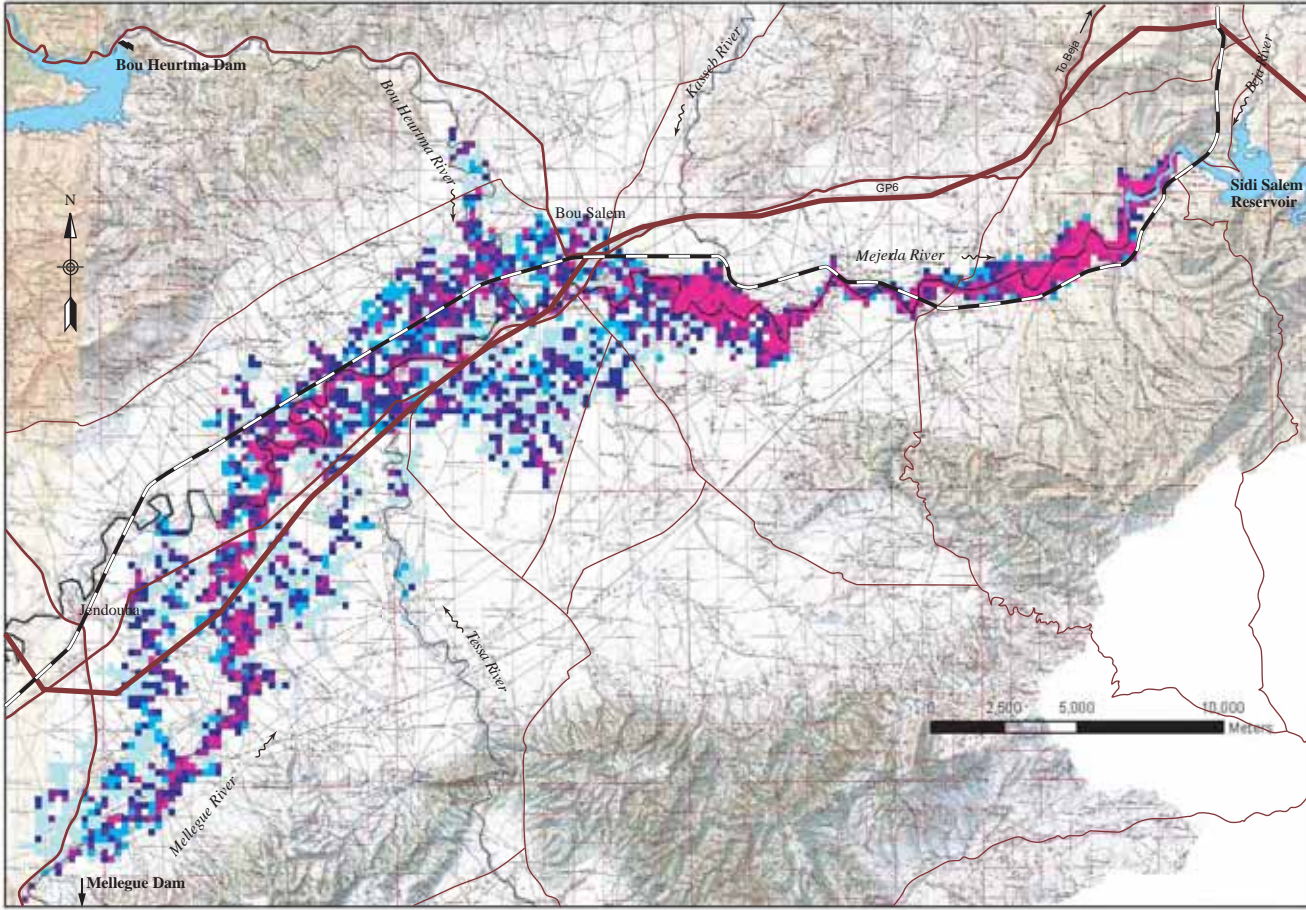 Bou Heurtma Dam
Kasseb River
To Beja
Beja River
Bou Heurtma River
GP6
Sidi Salem
Reservoir
N
Bou Salem
Mejerda River
Jendouba
Tessa River
0 2,500 5,000 10,000
Meters
Mellegue River
Mellegue Dam